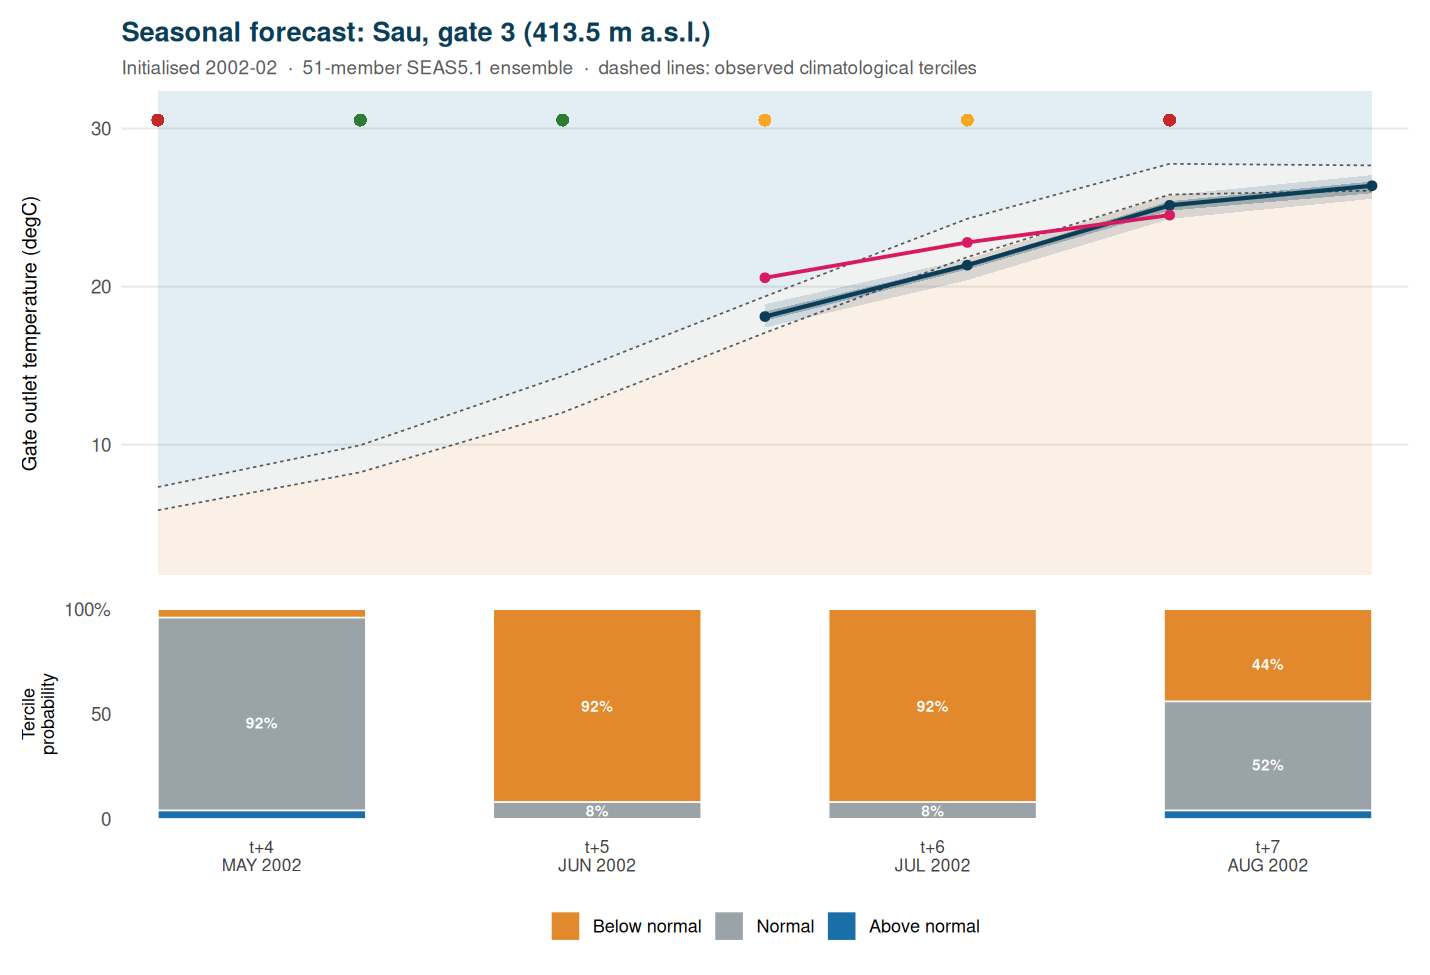 Seasonal forecast: Sau, gate 3 (413.5 m a.s.l.)
Initialised 2002-02 · 51-member SEAS5.1 ensemble · dashed lines: observed climatological terciles
Gate outlet temperature (degC)
30
20
10
Tercile
probability
100%
50
0
92%
92%
8%
92%
8%
44%
52%
t+4
MAY 2002
t+5
JUN 2002
t+6
JUL 2002
t+7
AUG 2002
Below normal
Normal
Above normal